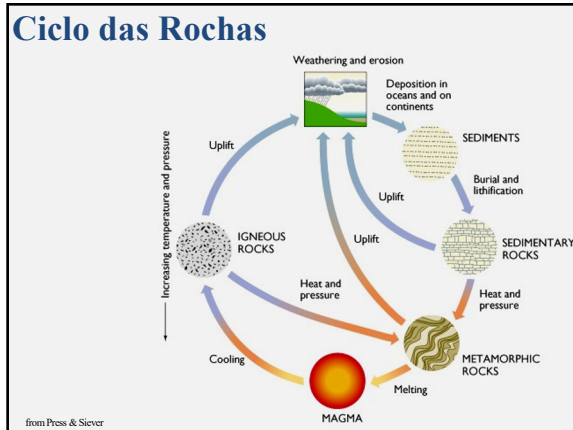 Ciclo das Rochas
Weathering and erosion
Deposition in
oceans and on
continents
SEDIMENTS
Burial and
lithification
Uplift
Uplift
Uplift
Increasing temperature and pressure
IGNEOUS
ROCKS
SEDIMENTARY
ROCKS
Heat and
pressure
Heat and
pressure
Cooling
METAMORPHIC
ROCKS
Melting
MAGMA
from Press & Siever